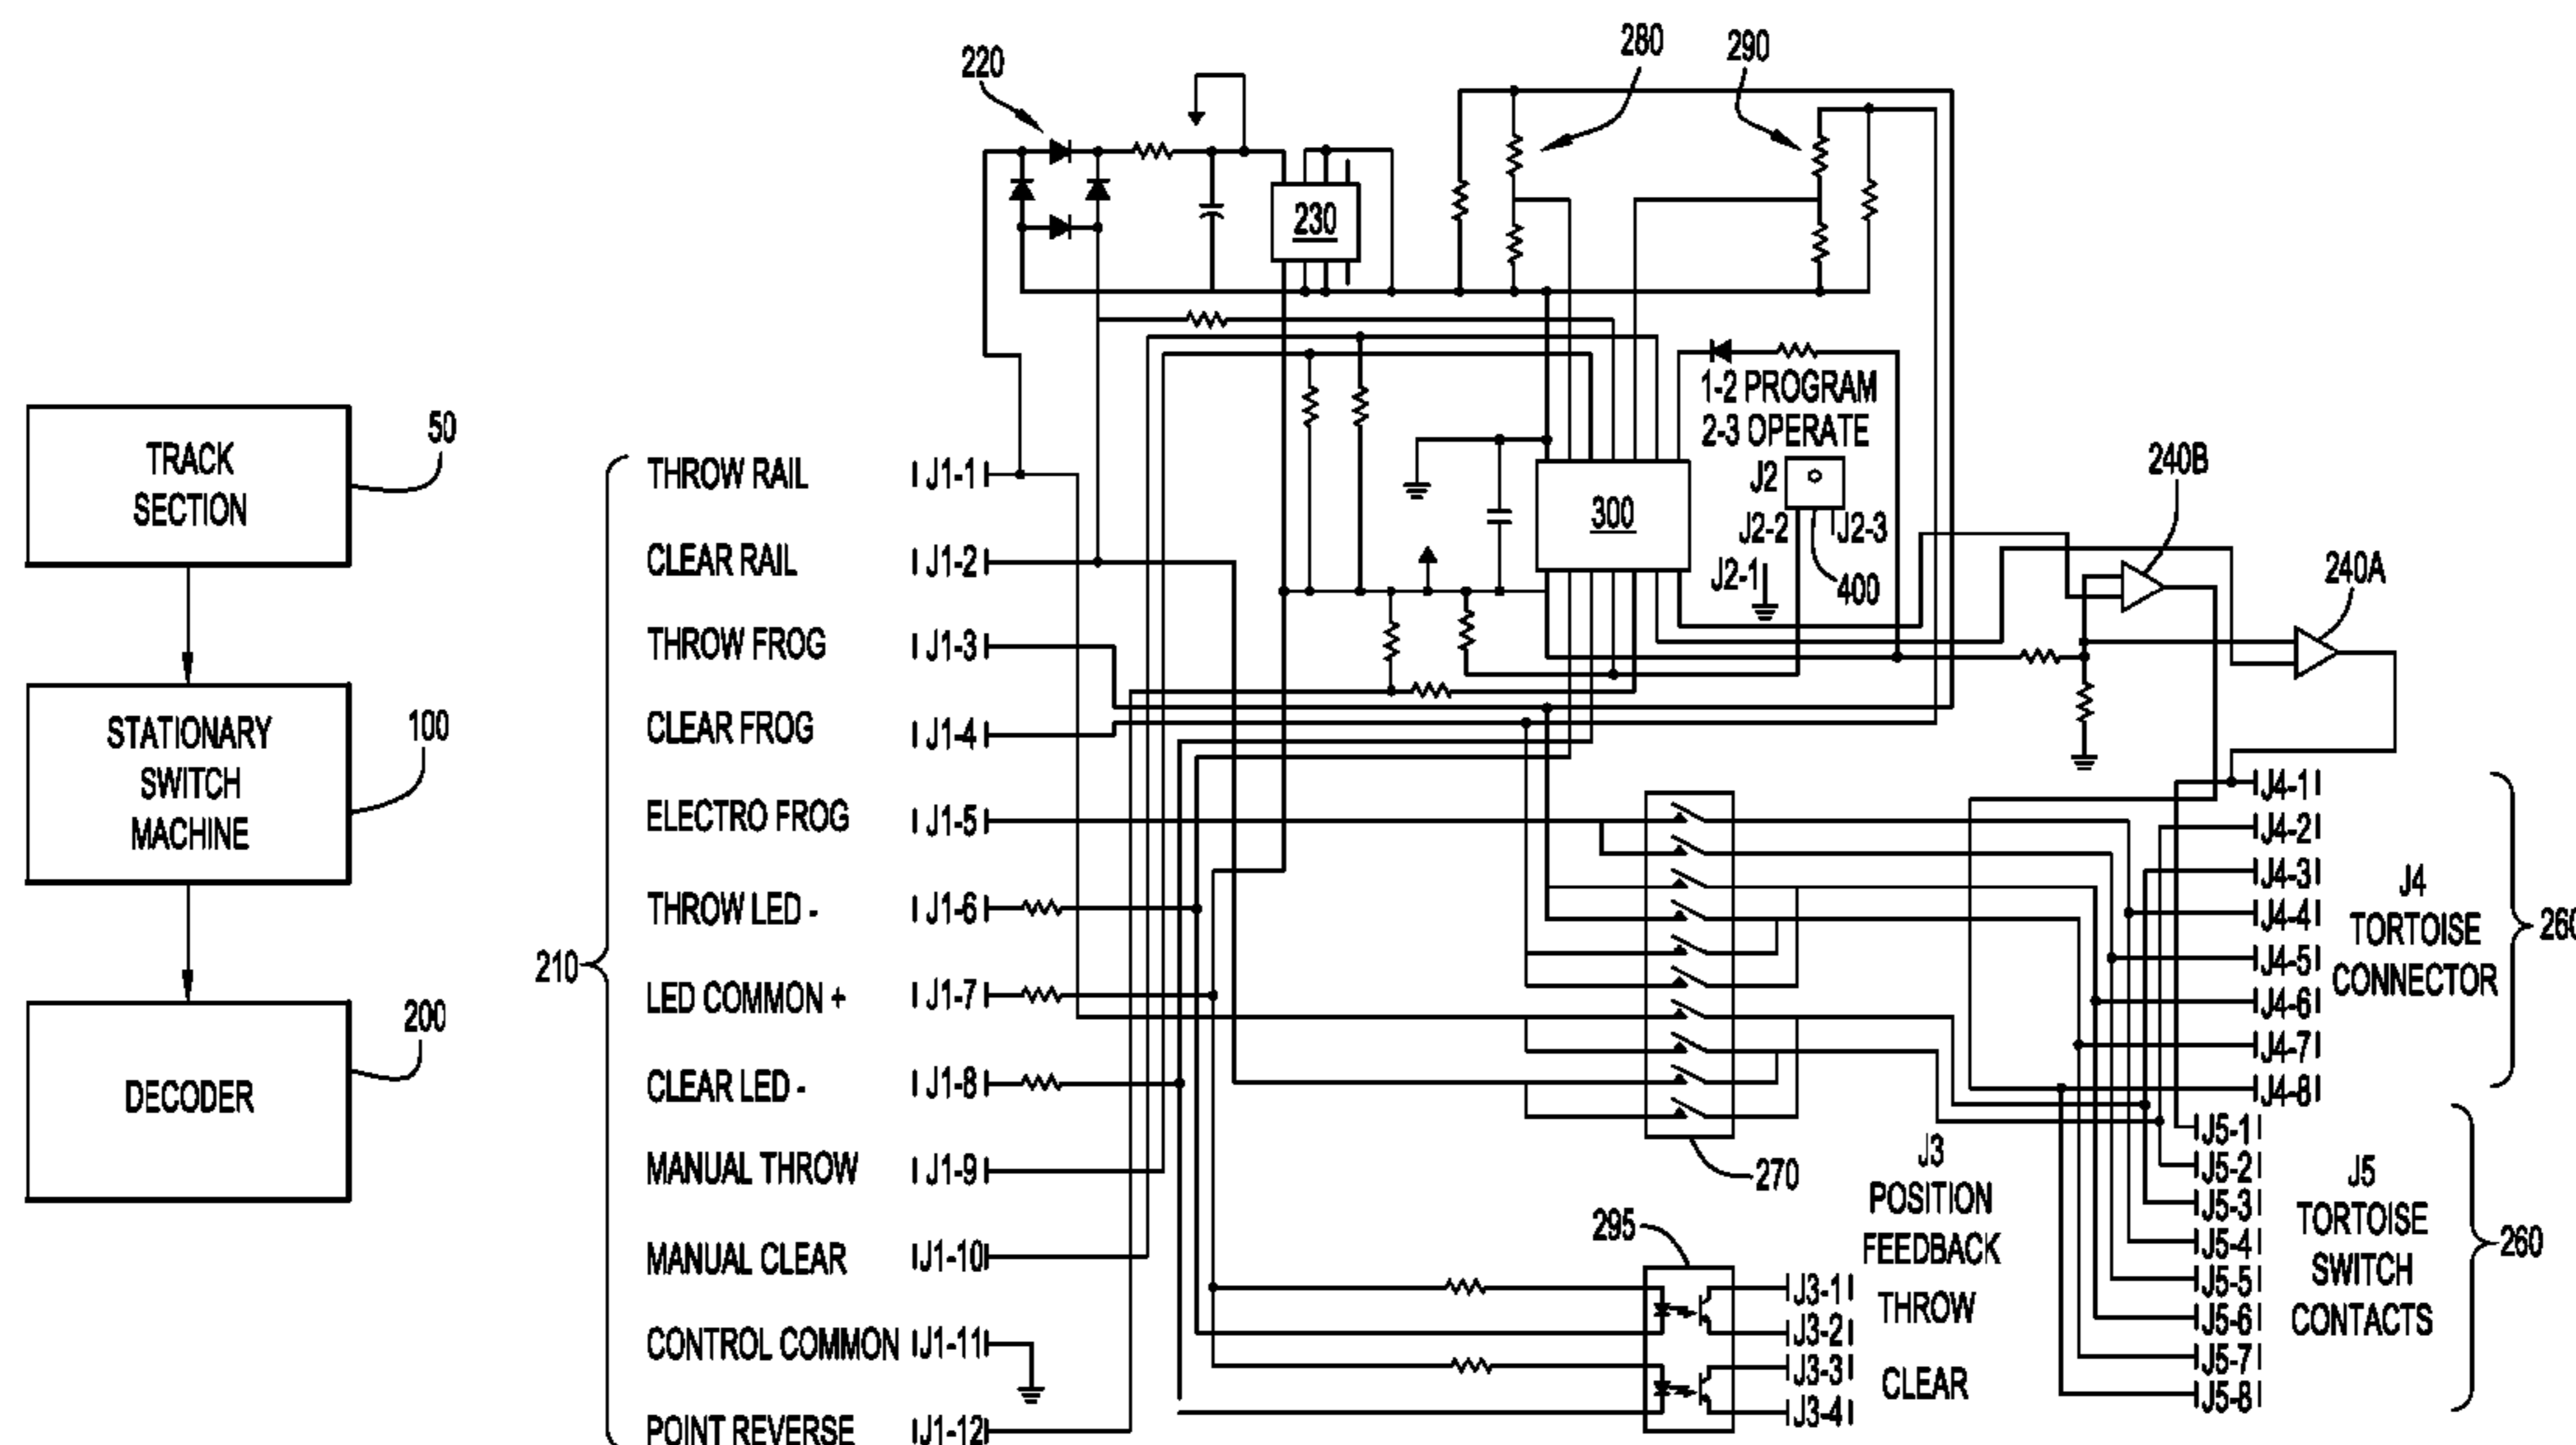 TRACK
SECTION
50
STATIONARY
SWITCH
MACHINE
100
DECODER
200
210
THROW RAIL J1-1
CLEAR RAIL J1-2
THROW FROG J1-3
CLEAR FROG J1-4
ELECTRO FROG J1-5
THROW LED - J1-6
LED COMMON + J1-7
CLEAR LED - J1-8
MANUAL THROW J1-9
MANUAL CLEAR J1-10
CONTROL COMMON J1-11
POINT REVERSE J1-12
220
230
280
290
300
1-2 PROGRAM
2-3 OPERATE
J2
J2-2
J2-3
J2-1
400
240B
240A
270
J4-1
J4-2
J4-3
J4-4
J4-5
J4-6
J4-7
J4-8
J4
TORTOISE
CONNECTOR
260
J5-1
J5-2
J5-3
J5-4
J5-5
J5-6
J5-7
J5-8
J5
TORTOISE
SWITCH
CONTACTS
260
295
J3
POSITION
FEEDBACK
THROW
CLEAR
J3-1
J3-2
J3-3
J3-4